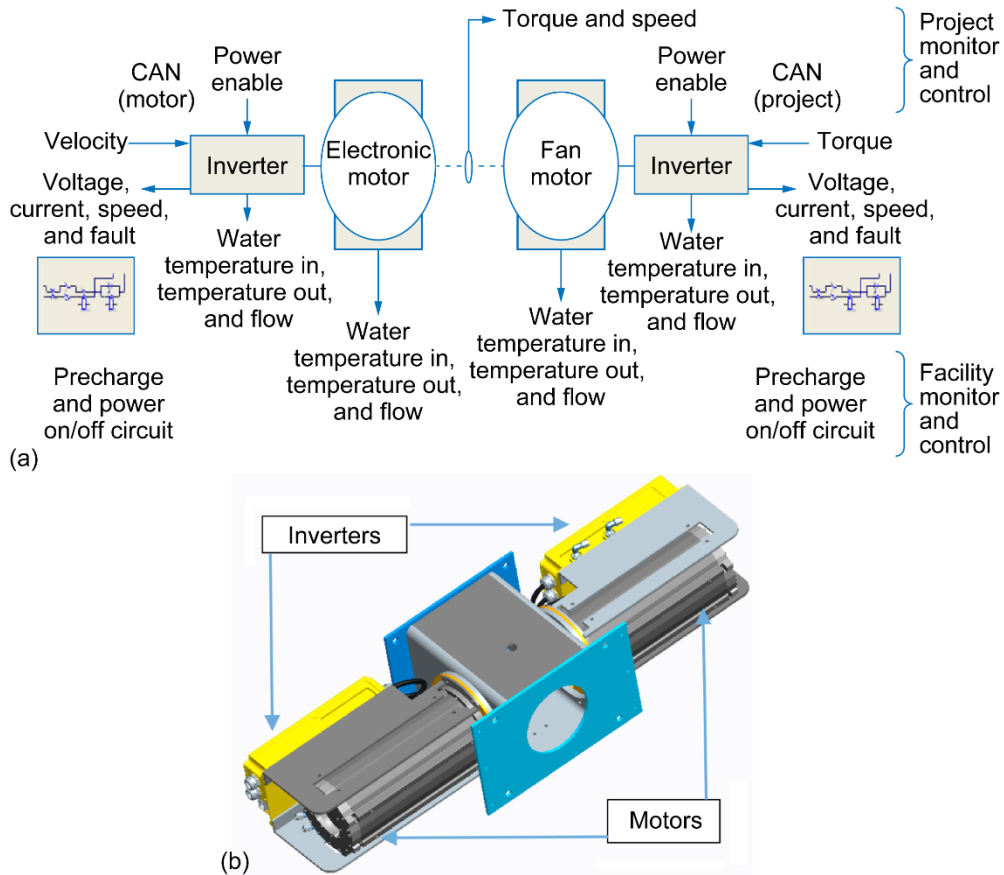 Torque and speed
Project
monitor
and
control
CAN
(motor)
Power
enable
Power
enable
CAN
(project)
Velocity
Inverter
Electronic
motor
Fan
motor
Inverter
Torque
Voltage,
current, speed,
and fault
Water
temperature in,
temperature out,
and flow
Water
temperature in,
temperature out,
and flow
Water
temperature in,
temperature out,
and flow
Water
temperature in,
temperature out,
and flow
Voltage,
current, speed,
and fault
Precharge
and power
on/off circuit
Precharge
and power
on/off circuit
Facility
monitor
and
control
(a)
Inverters
Motors
(b)